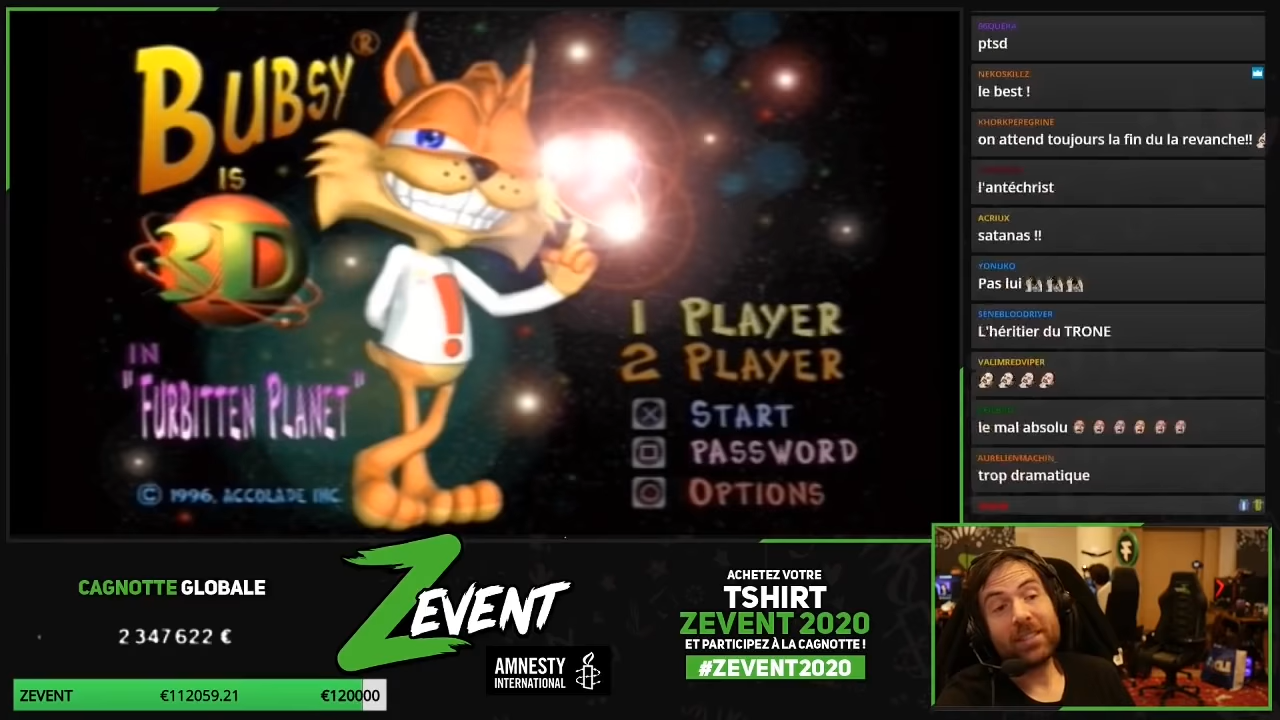 BUBSY®
IS
3D
IN
"FURBITTEN PLANET"
© 1996, ACCOLADE INC.
1 PLAYER
2 PLAYER
START
PASSWORD
OPTIONS
ptsd
NEKOSKILLZ
le best !
KHORKPEPEGRINE
on attend toujours la fin du la revanche!!
l'antéchrist
ACRIUX
satanas !!
YONUKO
Pas lui
SENEBLOODRIVER
L'héritier du TRONE
VALIMREDVIPER
le mal absolu
AURELIENMACHIN_
trop dramatique
CAGNOTTE GLOBALE
2 347 622 €
ZEVENT €112059.21 €120000
ZEVENT
AMNESTY
INTERNATIONAL
ACHETEZ VOTRE
TSHIRT
ZEVENT 2020
ET PARTICIPEZ À LA CAGNOTTE !
#ZEVENT2020